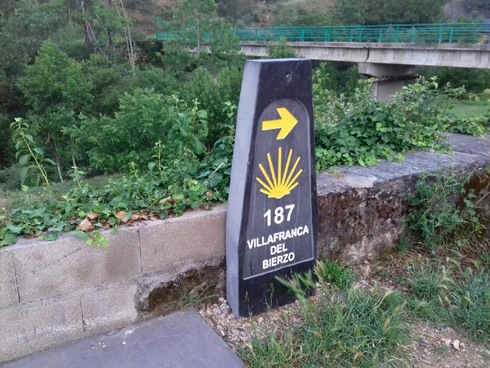 187
VILLAFRANCA
DEL
BIERZO